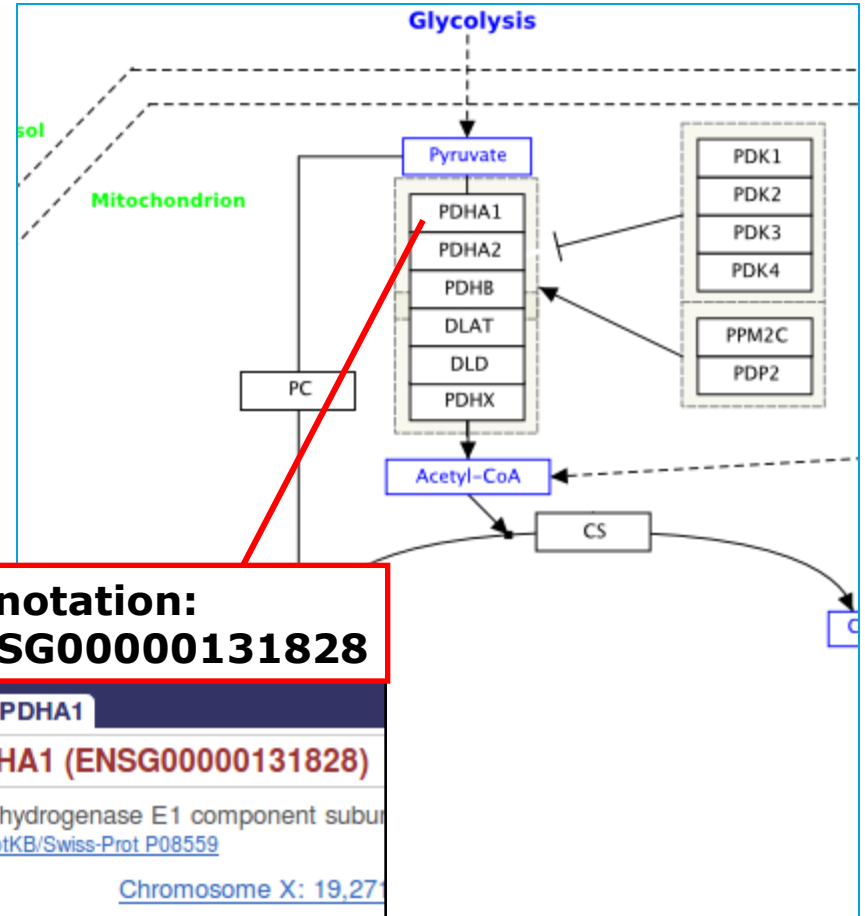 Glycolysis
sol
Pyruvate
PDK1
Mitochondrion
PDK2
PDHA1
PDK3
PDHA2
PDK4
PDHB
DLAT
PPM2C
DLD
PDP2
PC
PDHX
Acetyl-CoA
CS
C
notation:
SG00000131828
PDHA1
HA1 (ENSG00000131828)
hydrogenase E1 component subu
otKB/Swiss-Prot P08559
Chromosome X: 19,271